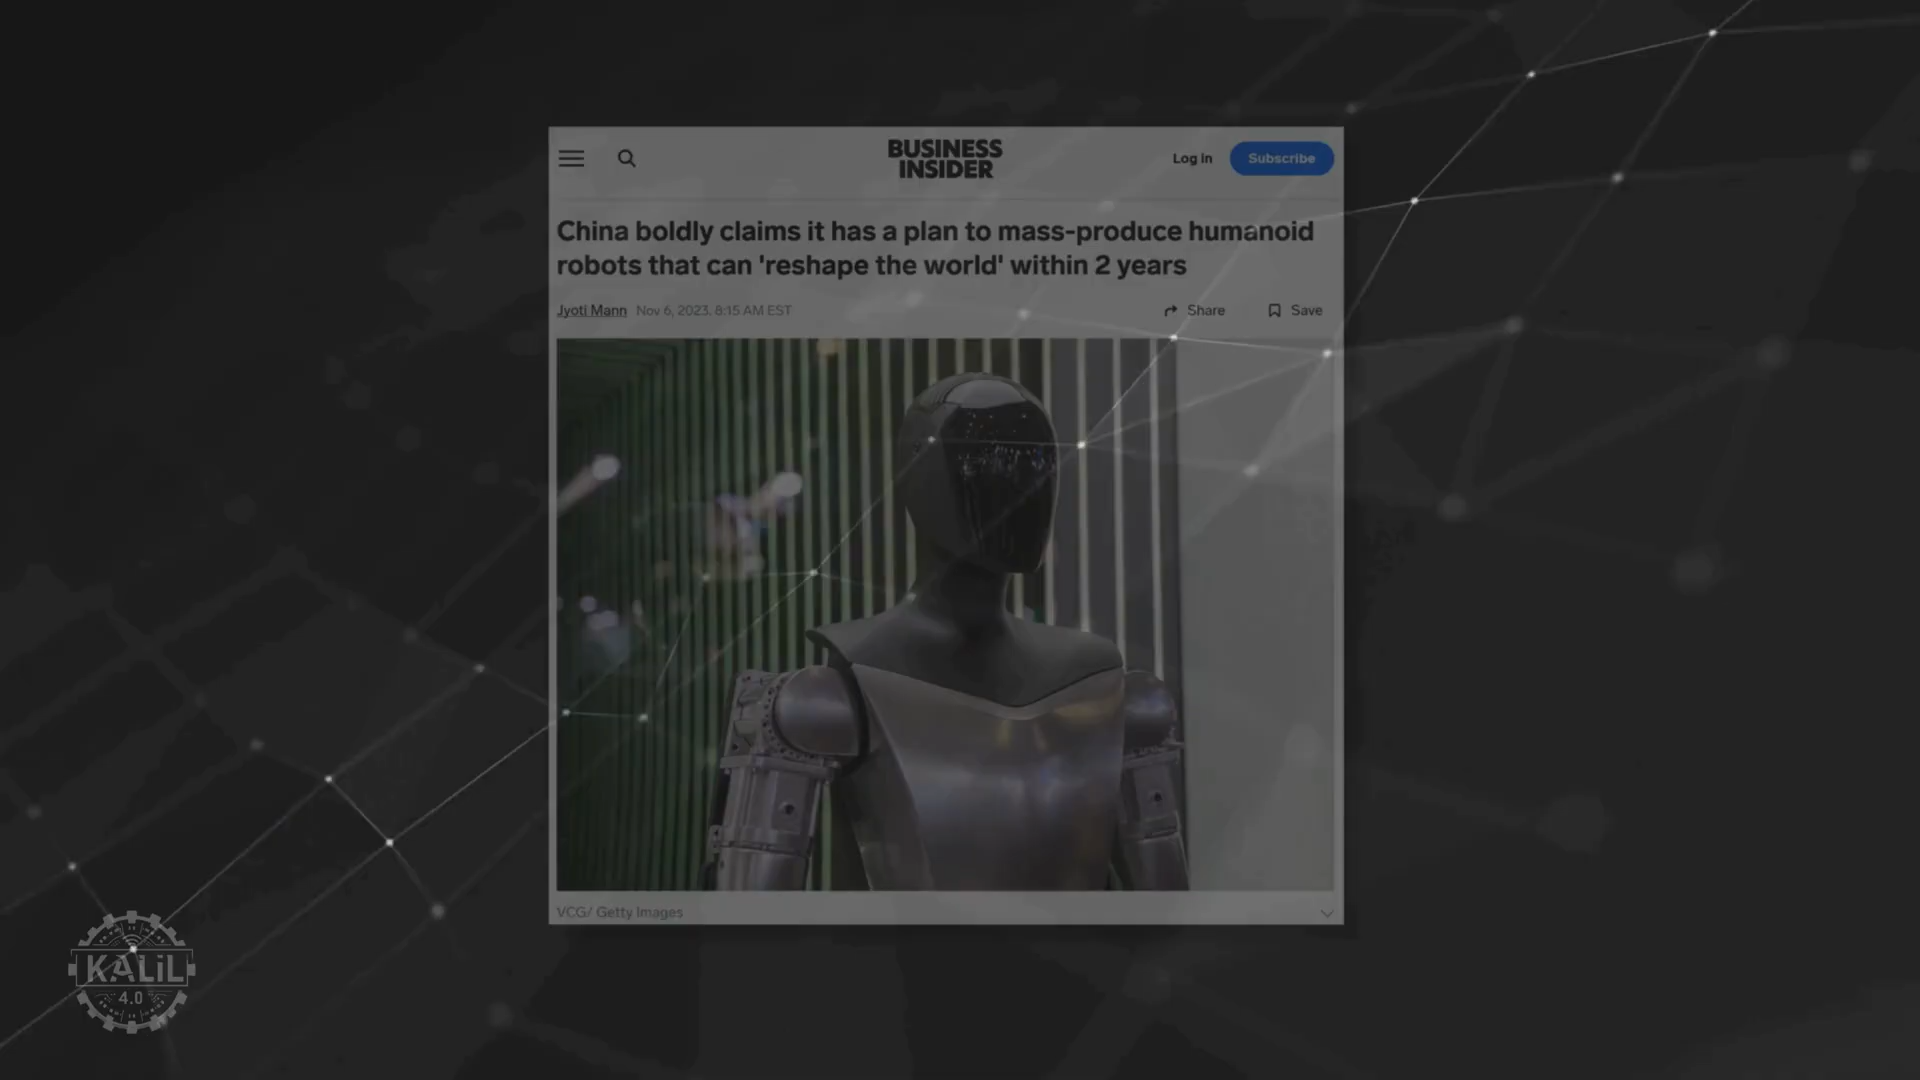 BUSINESS
INSIDER
Log in
Subscribe
China boldly claims it has a plan to mass-produce humanoid
robots that can 'reshape the world' within 2 years
Jyoti Mann Nov 6, 2023, 8:15 AM EST
Share
Save
VCG/ Getty Images
KALiL
4.0